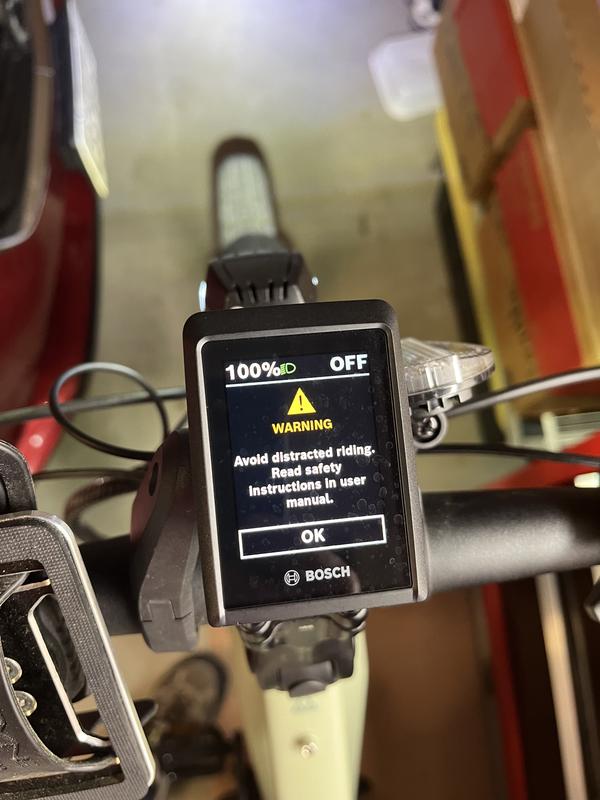 100% OFF
WARNING
Avoid distracted riding.
Read safety
instructions in user
manual.
OK
BOSCH